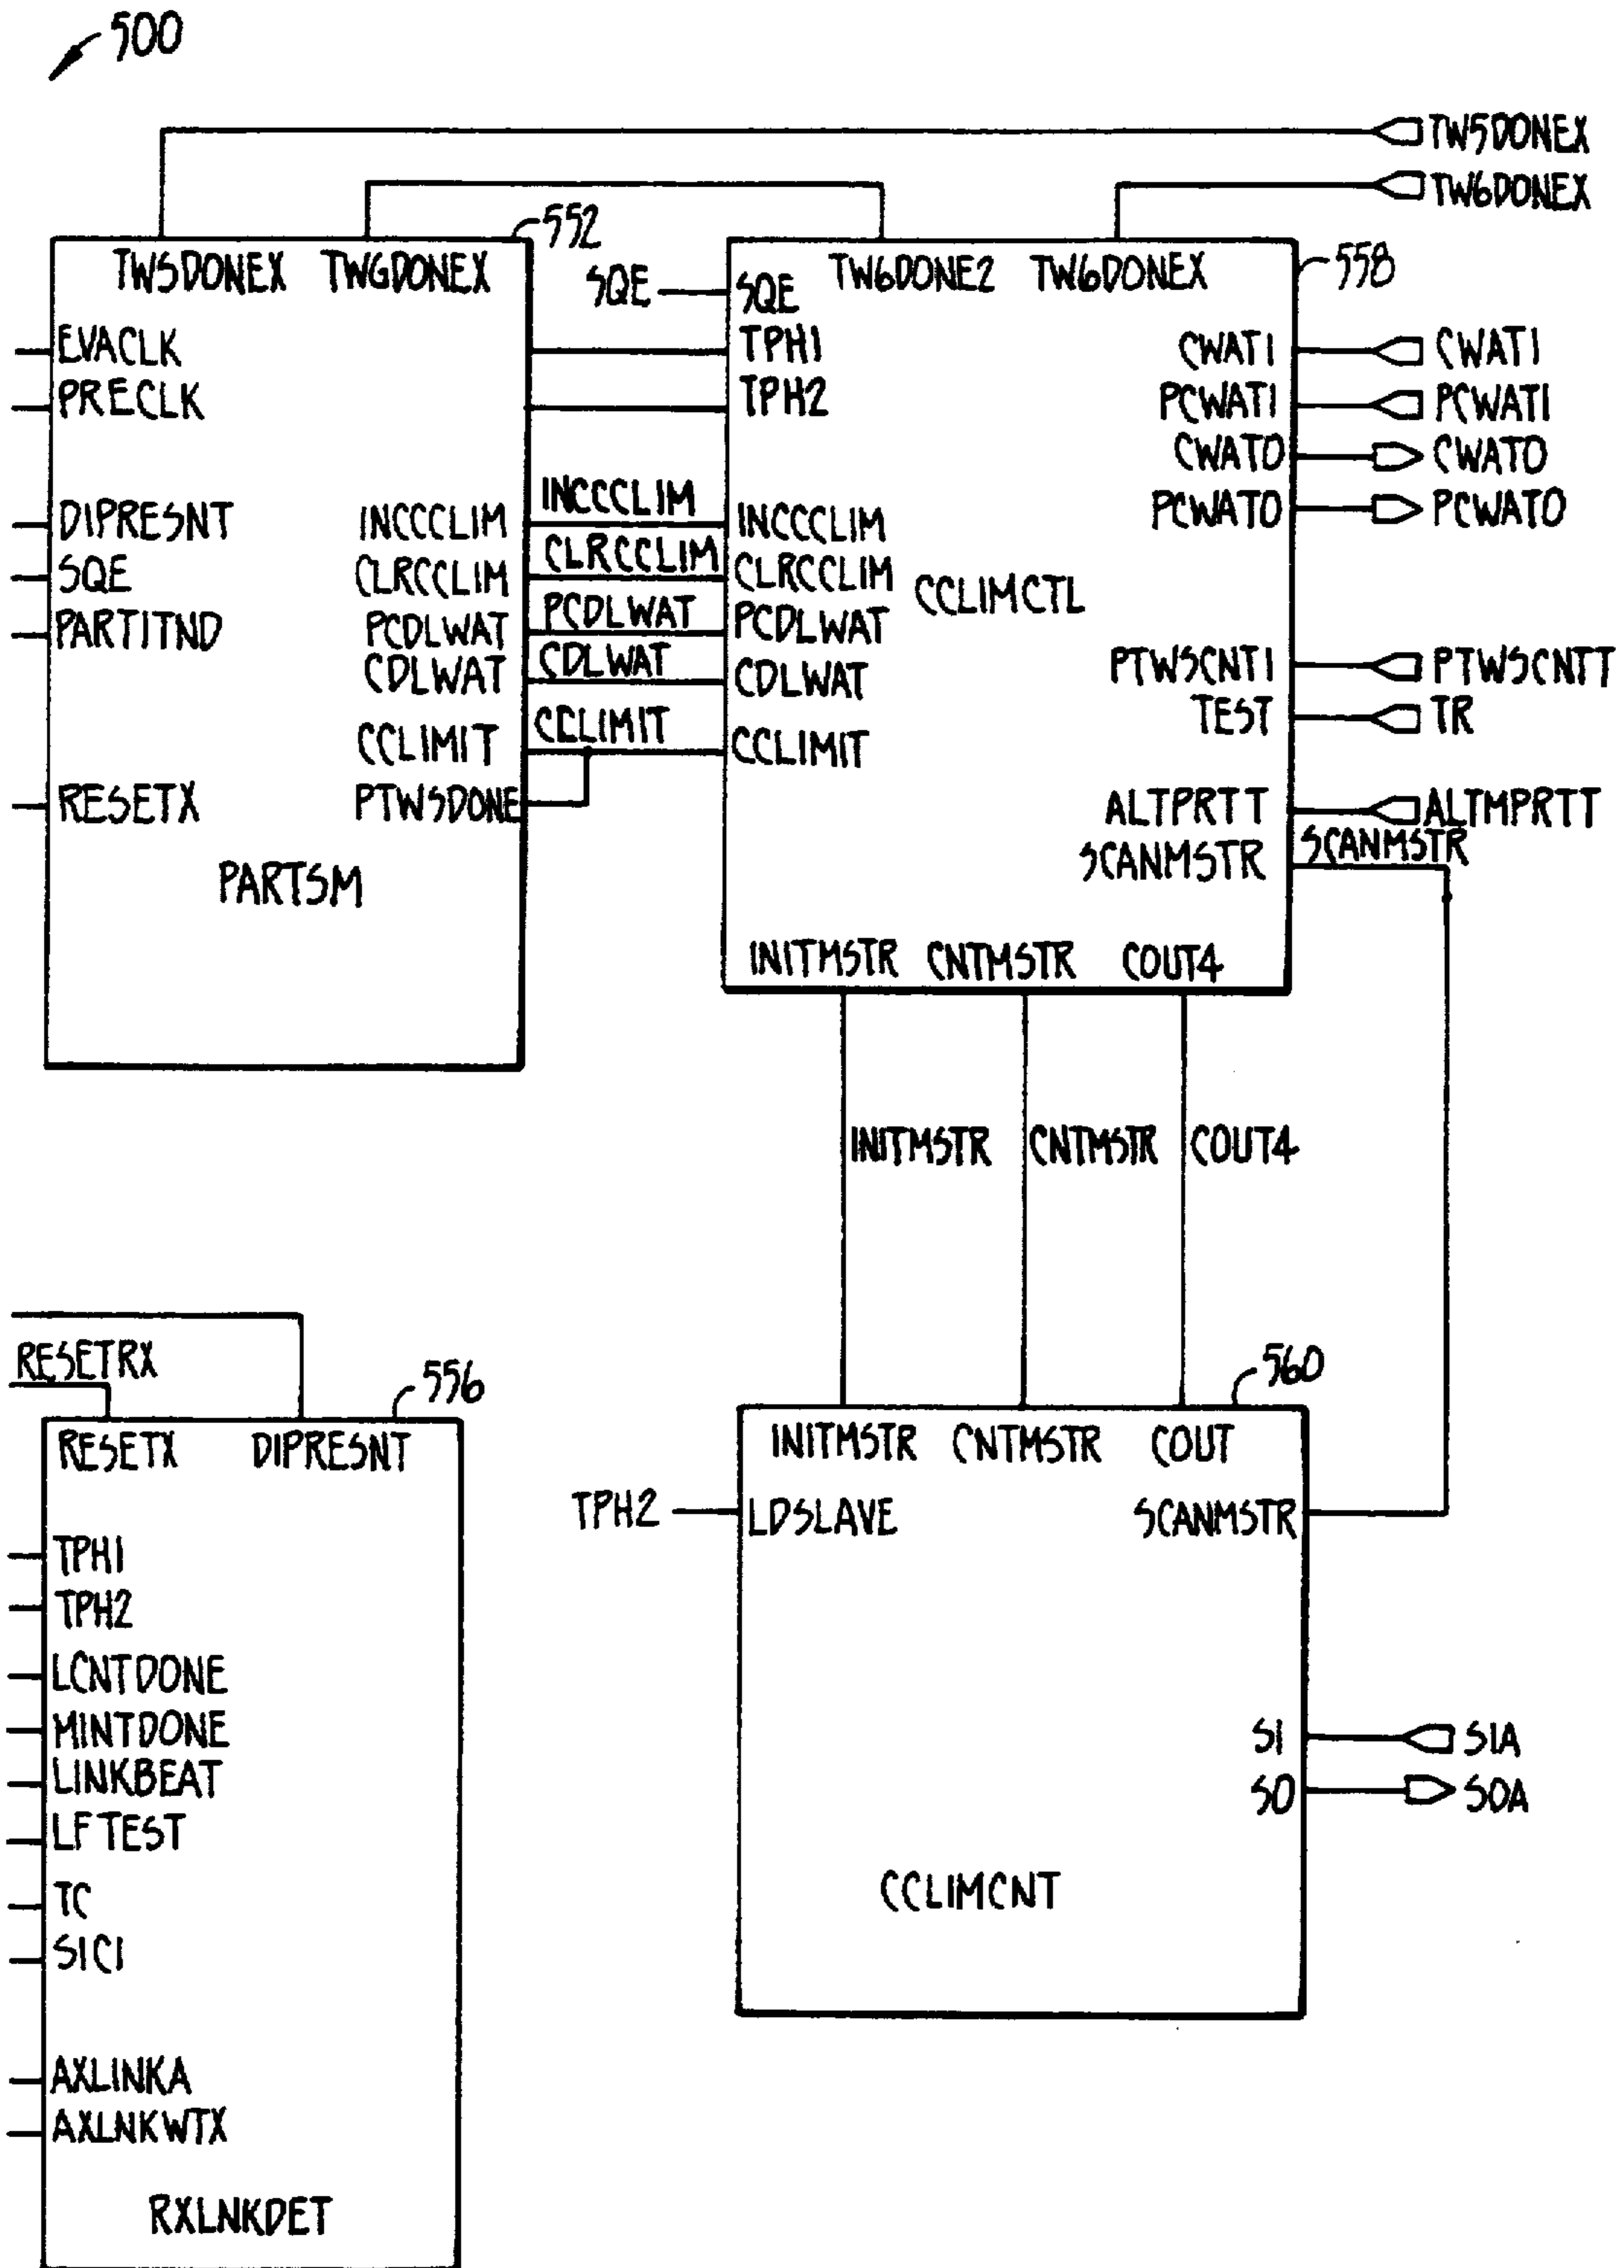 500
TW5DONEX
TW6DONEX
552
TW5DONEX TWGDONEX
558
SQE
SQE
TW6DONE2 TW6DONEX
EVACLK
PRECLK
TPH1
TPH2
CWATI CWATI
PCWATI PCWATI
CWATO CWATO
PCWATO PCWATO
DIPRESNT
SQE
PARTITND
RESETX
INCCCLIM INCCCLIM INCCCLIM
CLRCCLIM CLRCCLIM CLRCCLIM
PCDLWAT PCDLWAT PCDLWAT
CDLWAT CDLWAT CDLWAT
CCLIMIT CCLIMIT CCLIMIT
PTWSDONE
PARTSM
CCLIMCTL
PTWSCNTI PTWSCNTT
TEST TR
ALTPRTT ALTMPRTT
SCANMSTR SCANMSTR
INITMSTR CNTMSTR COUT4
INITMSTR CNTMSTR COUT4
RESETRX
556
RESETX DIPRESNT
TPH1
TPH2
LCNTDONE
MINTDONE
LINKBEAT
LFTEST
TC
SICI
AXLINKA
AXLNKWTX
RXLNKDET
560
INITMSTR CNTMSTR COUT
TPH2 LDSLAVE SCANMSTR
SI SIA
SO SOA
CCLIMCNT